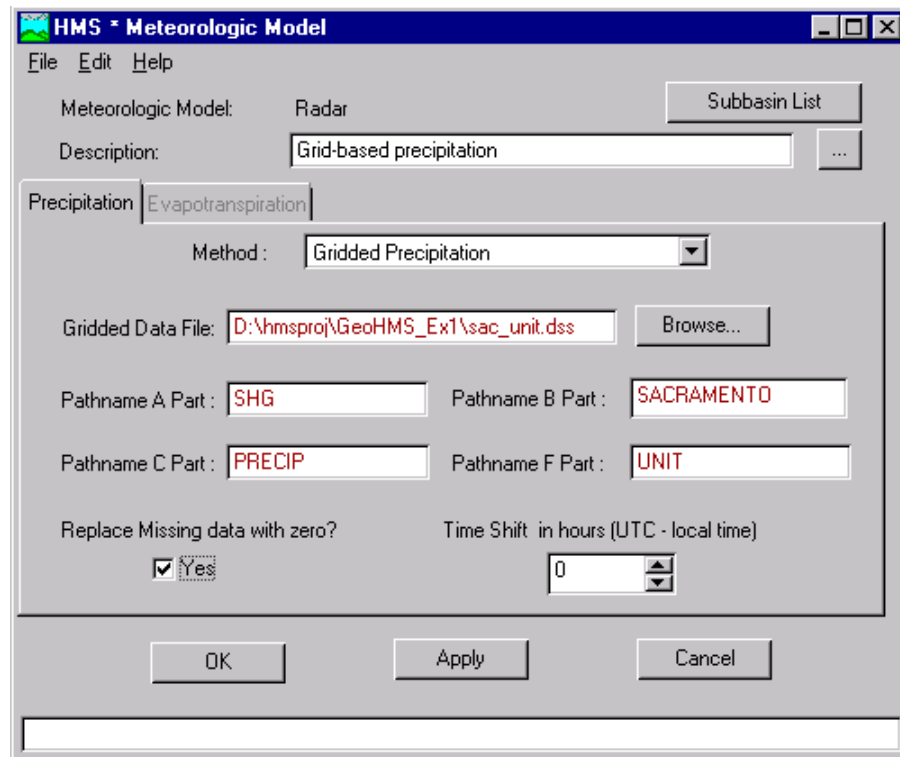 HMS * Meteorologic Model
File Edit Help
Meteorologic Model: Radar Subbasin List
Description: Grid-based precipitation ...
Precipitation Evapotranspiration
Method : Gridded Precipitation
Gridded Data File: D:\hmsproj\GeoHMS_Ex1\sac_unit.dss Browse...
Pathname A Part : SHG Pathname B Part : SACRAMENTO
Pathname C Part : PRECIP Pathname F Part : UNIT
Replace Missing data with zero? Time Shift in hours (UTC - local time)
Yes 0
OK Apply Cancel